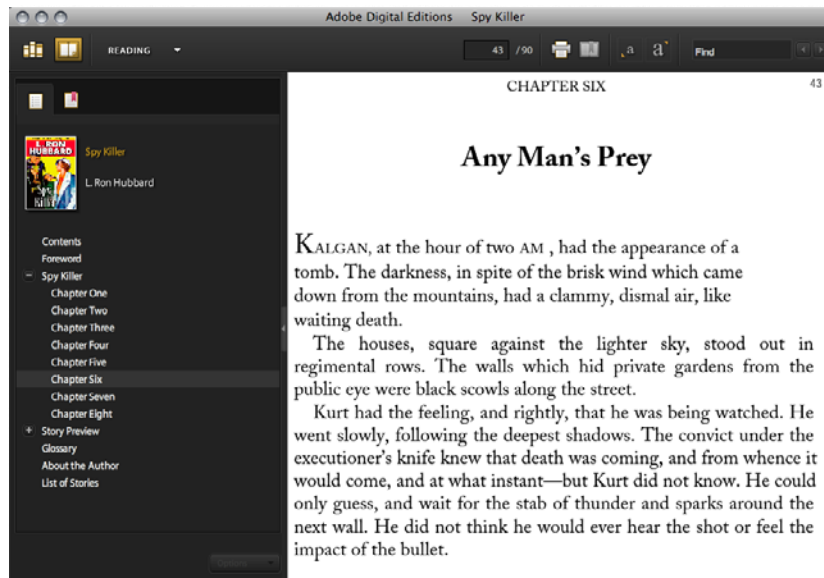 Adobe Digital Editions Spy Killer
READING
43 /90
a
a
Find
CHAPTER SIX 43
L. RON
HUBBARD
Spy
Killer
Spy Killer
L. Ron Hubbard
Contents
Foreword
Spy Killer
Chapter One
Chapter Two
Chapter Three
Chapter Four
Chapter Five
Chapter Six
Chapter Seven
Chapter Eight
Story Preview
Glossary
About the Author
List of Stories
Options
Any Man's Prey
KALGAN, at the hour of two AM , had the appearance of a
tomb. The darkness, in spite of the brisk wind which came
down from the mountains, had a clammy, dismal air, like
waiting death.
The houses, square against the lighter sky, stood out in
regimental rows. The walls which hid private gardens from the
public eye were black scowls along the street.
Kurt had the feeling, and rightly, that he was being watched. He
went slowly, following the deepest shadows. The convict under the
executioner's knife knew that death was coming, and from whence it
would come, and at what instant—but Kurt did not know. He could
only guess, and wait for the stab of thunder and sparks around the
next wall. He did not think he would ever hear the shot or feel the
impact of the bullet.